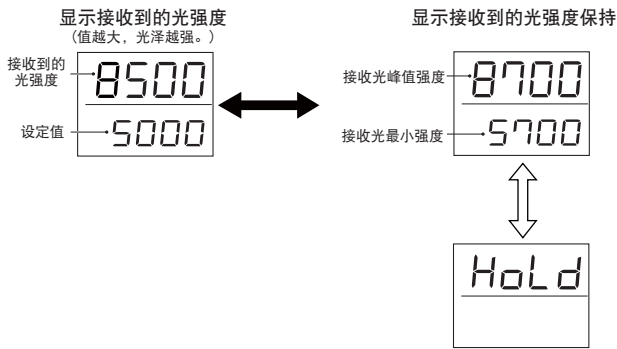 显示接收到的光强度
（值越大，光泽越强。）
接收到的
光强度
8500
设定值
5000
显示接收到的光强度保持
接收光峰值强度
8700
接收光最小强度
5700
HoLd